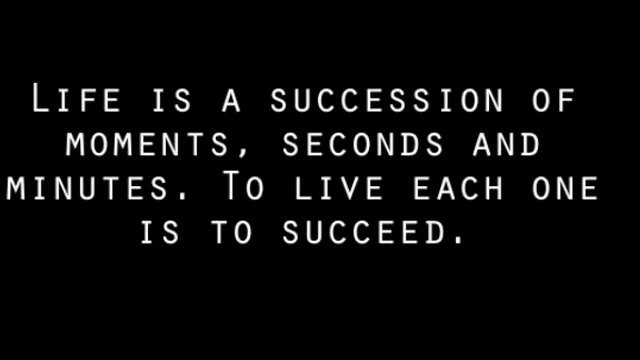 LIFE IS A SUCCESSION OF
MOMENTS, SECONDS AND
MINUTES. TO LIVE EACH ONE
IS TO SUCCEED.